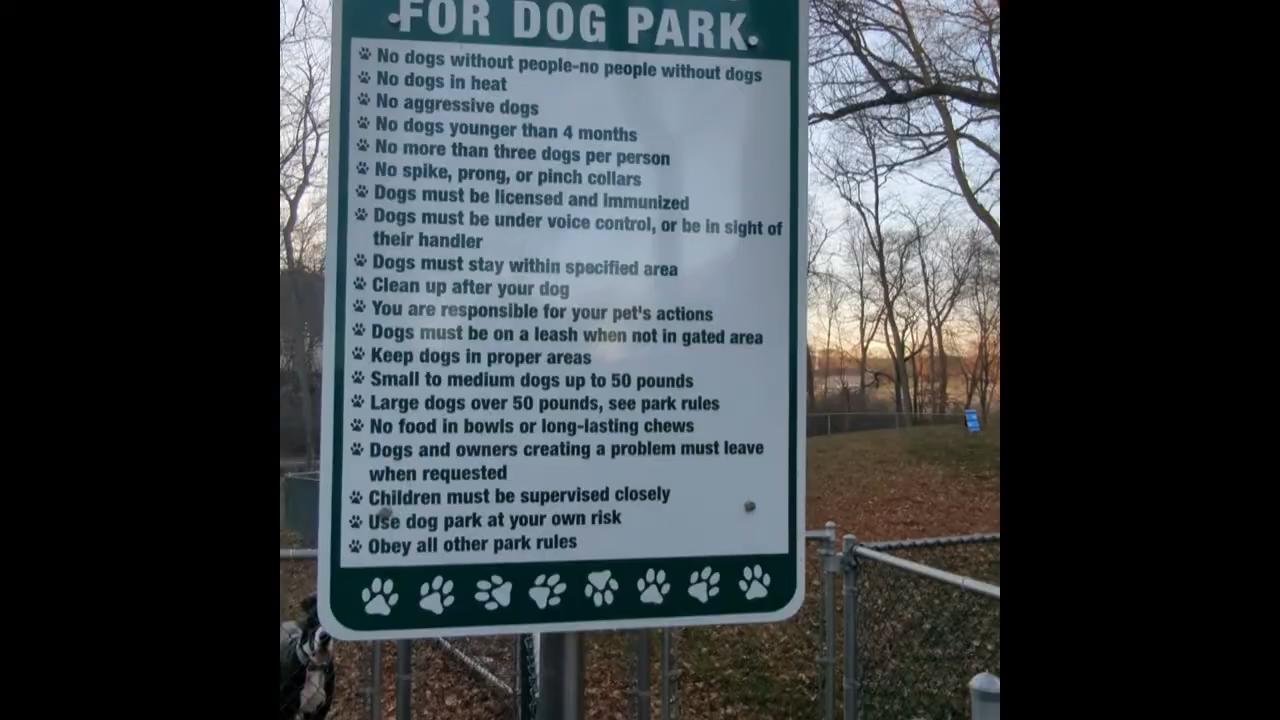 FOR DOG PARK
No dogs without people-no people without dogs
No dogs in heat
No aggressive dogs
No dogs younger than 4 months
No more than three dogs per person
No spike, prong, or pinch collars
Dogs must be licensed and immunized
Dogs must be under voice control, or be in sight of
their handler
Dogs must stay within specified area
Clean up after your dog
You are responsible for your pet's actions
Dogs must be on a leash when not in gated area
Keep dogs in proper areas
Small to medium dogs up to 50 pounds
Large dogs over 50 pounds, see park rules
No food in bowls or long-lasting chews
Dogs and owners creating a problem must leave
when requested
Children must be supervised closely
Use dog park at your own risk
Obey all other park rules